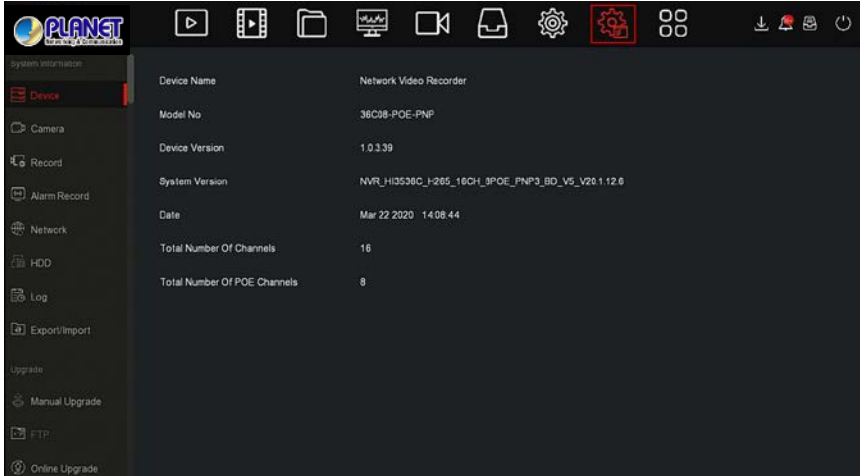 PLANET
Networking & Communication
System Information
Device
Camera
Record
Alarm Record
Network
HDD
Log
Export/Import
Upgrade
Manual Upgrade
FTP
Online Upgrade
Device Name Network Video Recorder
Model No 36C08-POE-PNP
Device Version 1.0.3.39
System Version NVR_HI3536C_H265_16CH_8POE_PNP3_BD_V5_V20.1.12.6
Date Mar 22 2020 14:08:44
Total Number Of Channels 16
Total Number Of POE Channels 8